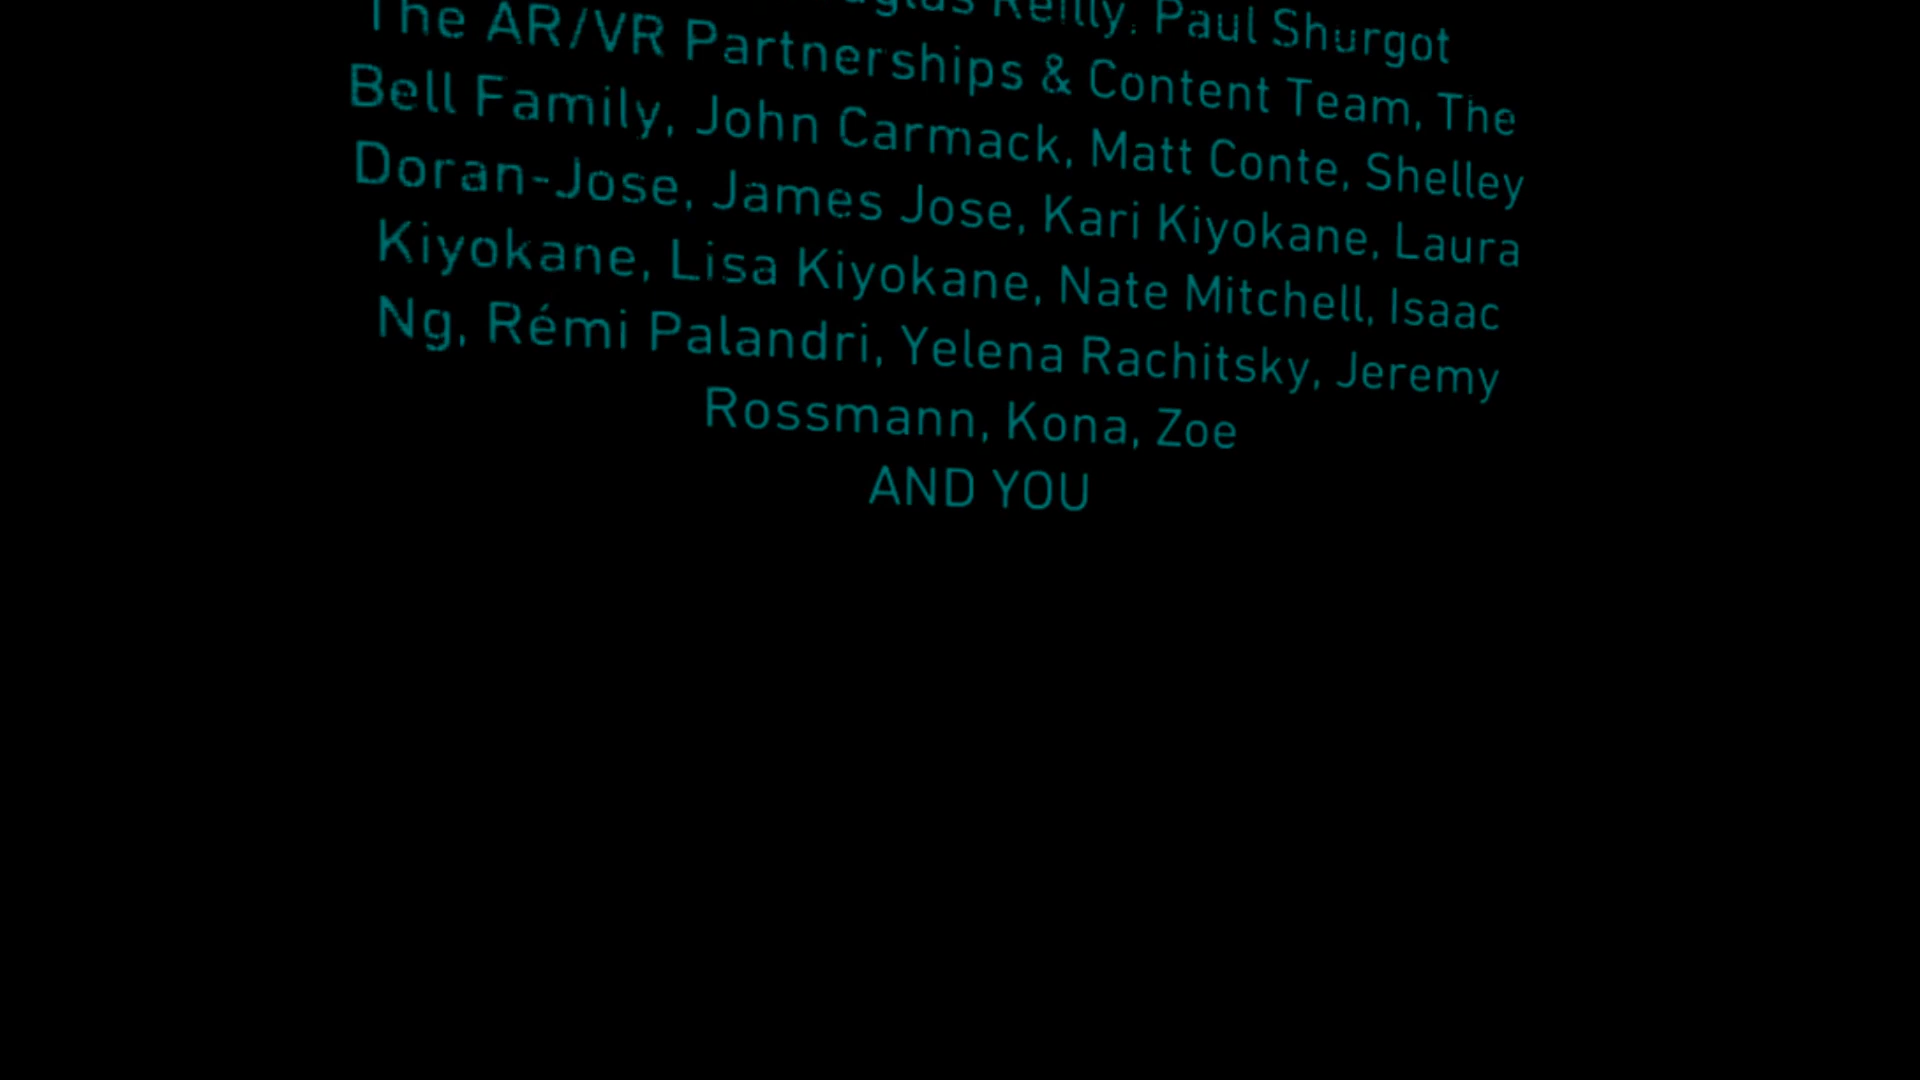 Reilly, Paul Shurgot
The AR/VR Partnerships & Content Team, The
Bell Family, John Carmack, Matt Conte, Shelley
Doran-Jose, James Jose, Kari Kiyokane, Laura
Kiyokane, Lisa Kiyokane, Nate Mitchell, Isaac
Ng, Rémi Palandri, Yelena Rachitsky, Jeremy
Rossmann, Kona, Zoe
AND YOU